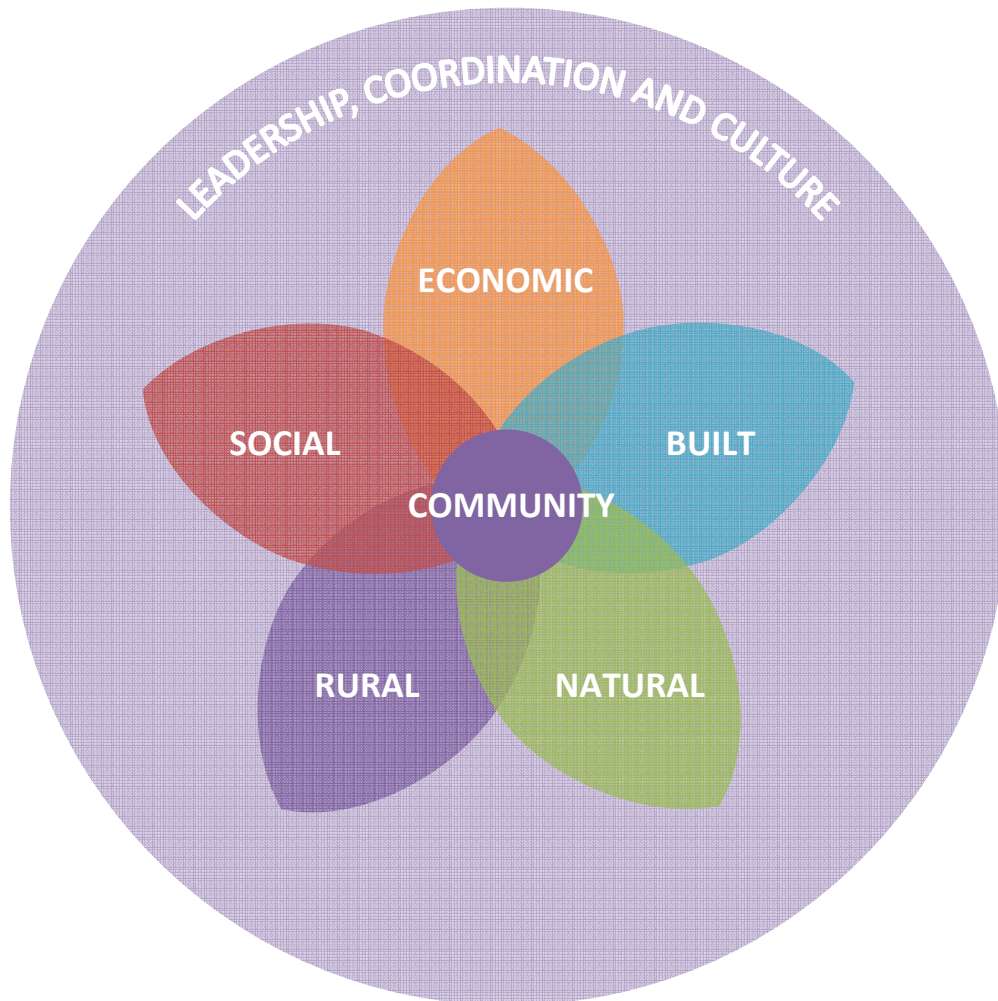 LEADERSHIP, COORDINATION AND CULTURE
ECONOMIC
SOCIAL
BUILT
COMMUNITY
RURAL
NATURAL